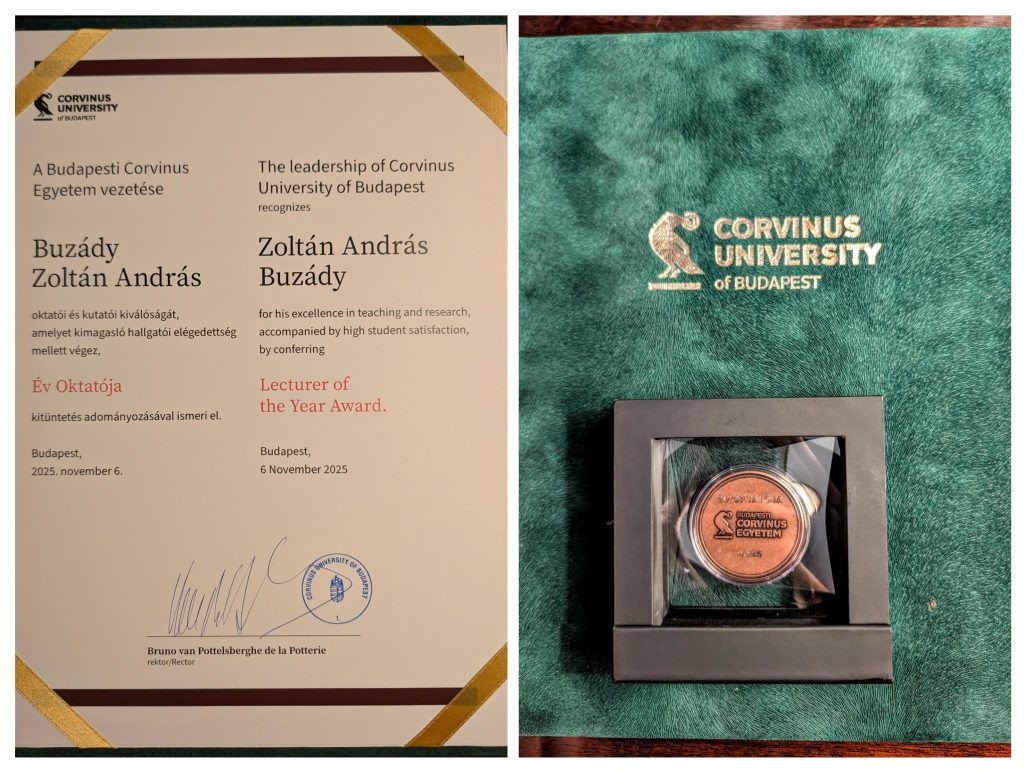 CORVINUS
UNIVERSITY
of BUDAPEST
A Budapesti Corvinus
Egyetem vezetése
Buzády
Zoltán András
oktatói és kutatói kiválóságát,
amelyet kimagasló hallgatói elégedettség
mellett végez,
Év Oktatója
kitüntetés adományozásával ismeri el.
Budapest,
2025. november 6.
The leadership of Corvinus
University of Budapest
recognizes
Zoltán András
Buzády
for his excellence in teaching and research,
accompanied by high student satisfaction,
by conferring
Lecturer of
the Year Award.
Budapest,
6 November 2025
CORVINUS UNIVERSITY OF BUDAPEST
1.
Bruno van Pottelsberghe de la Potterie
rektor/Rector
CORVINUS
UNIVERSITY
of BUDAPEST
BUDAPESTI
CORVINUS
EGYETEM